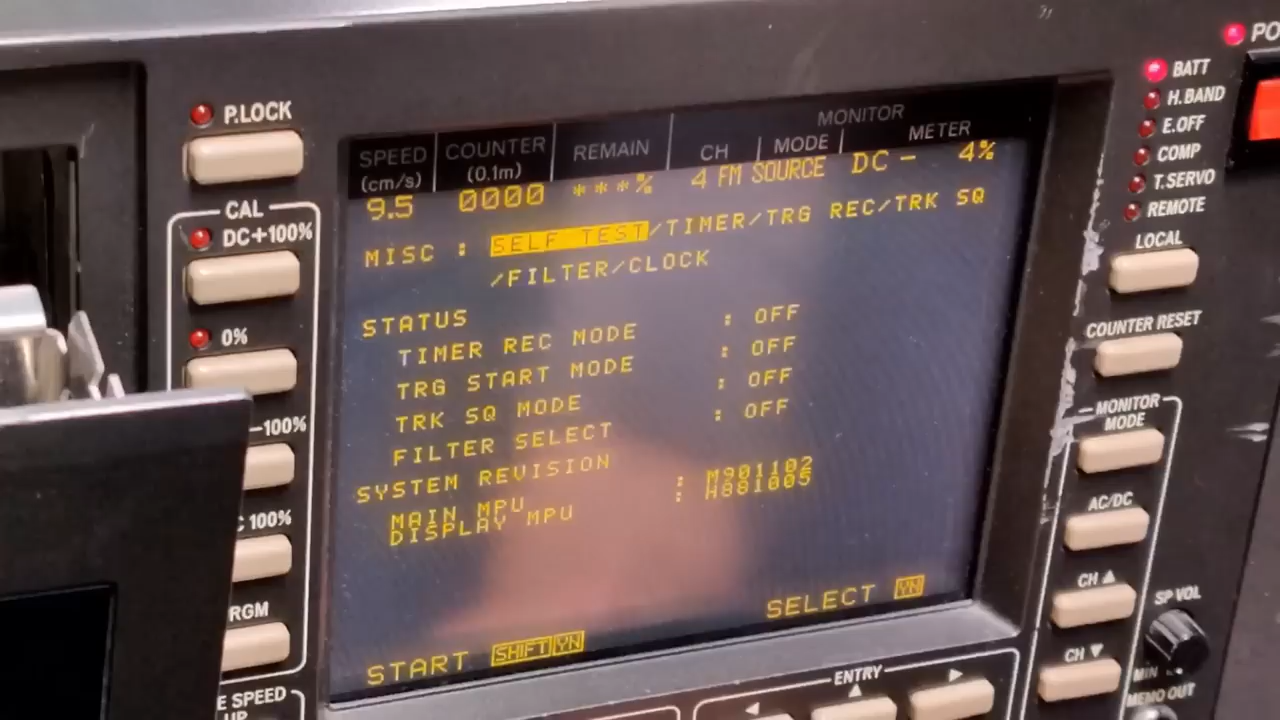 P.LOCK
CAL
DC+100%
0%
-100%
100%
RGM
E SPEED
UP
SPEED
(cm/s)
COUNTER
(0.1m)
REMAIN
MONITOR
CH
MODE
METER
9.5 0000 ***% 4 FM SOURCE DC- 4%
MISC : SELF TEST/TIMER/TRG REC/TRK SQ
/FILTER/CLOCK
STATUS
TIMER REC MODE : OFF
TRG START MODE : OFF
TRK SQ MODE : OFF
FILTER SELECT : OFF
SYSTEM REVISION
MAIN MPU : M901102
DISPLAY MPU : H881005
SELECT YN
START SHIFT YN
ENTRY
◀ ▲ ▶
PO
BATT
H.BAND
E.OFF
COMP
T.SERVO
REMOTE
LOCAL
COUNTER RESET
MONITOR
MODE
AC/DC
CH ▲
CH ▼
SP VOL
MIN
MEMO OUT